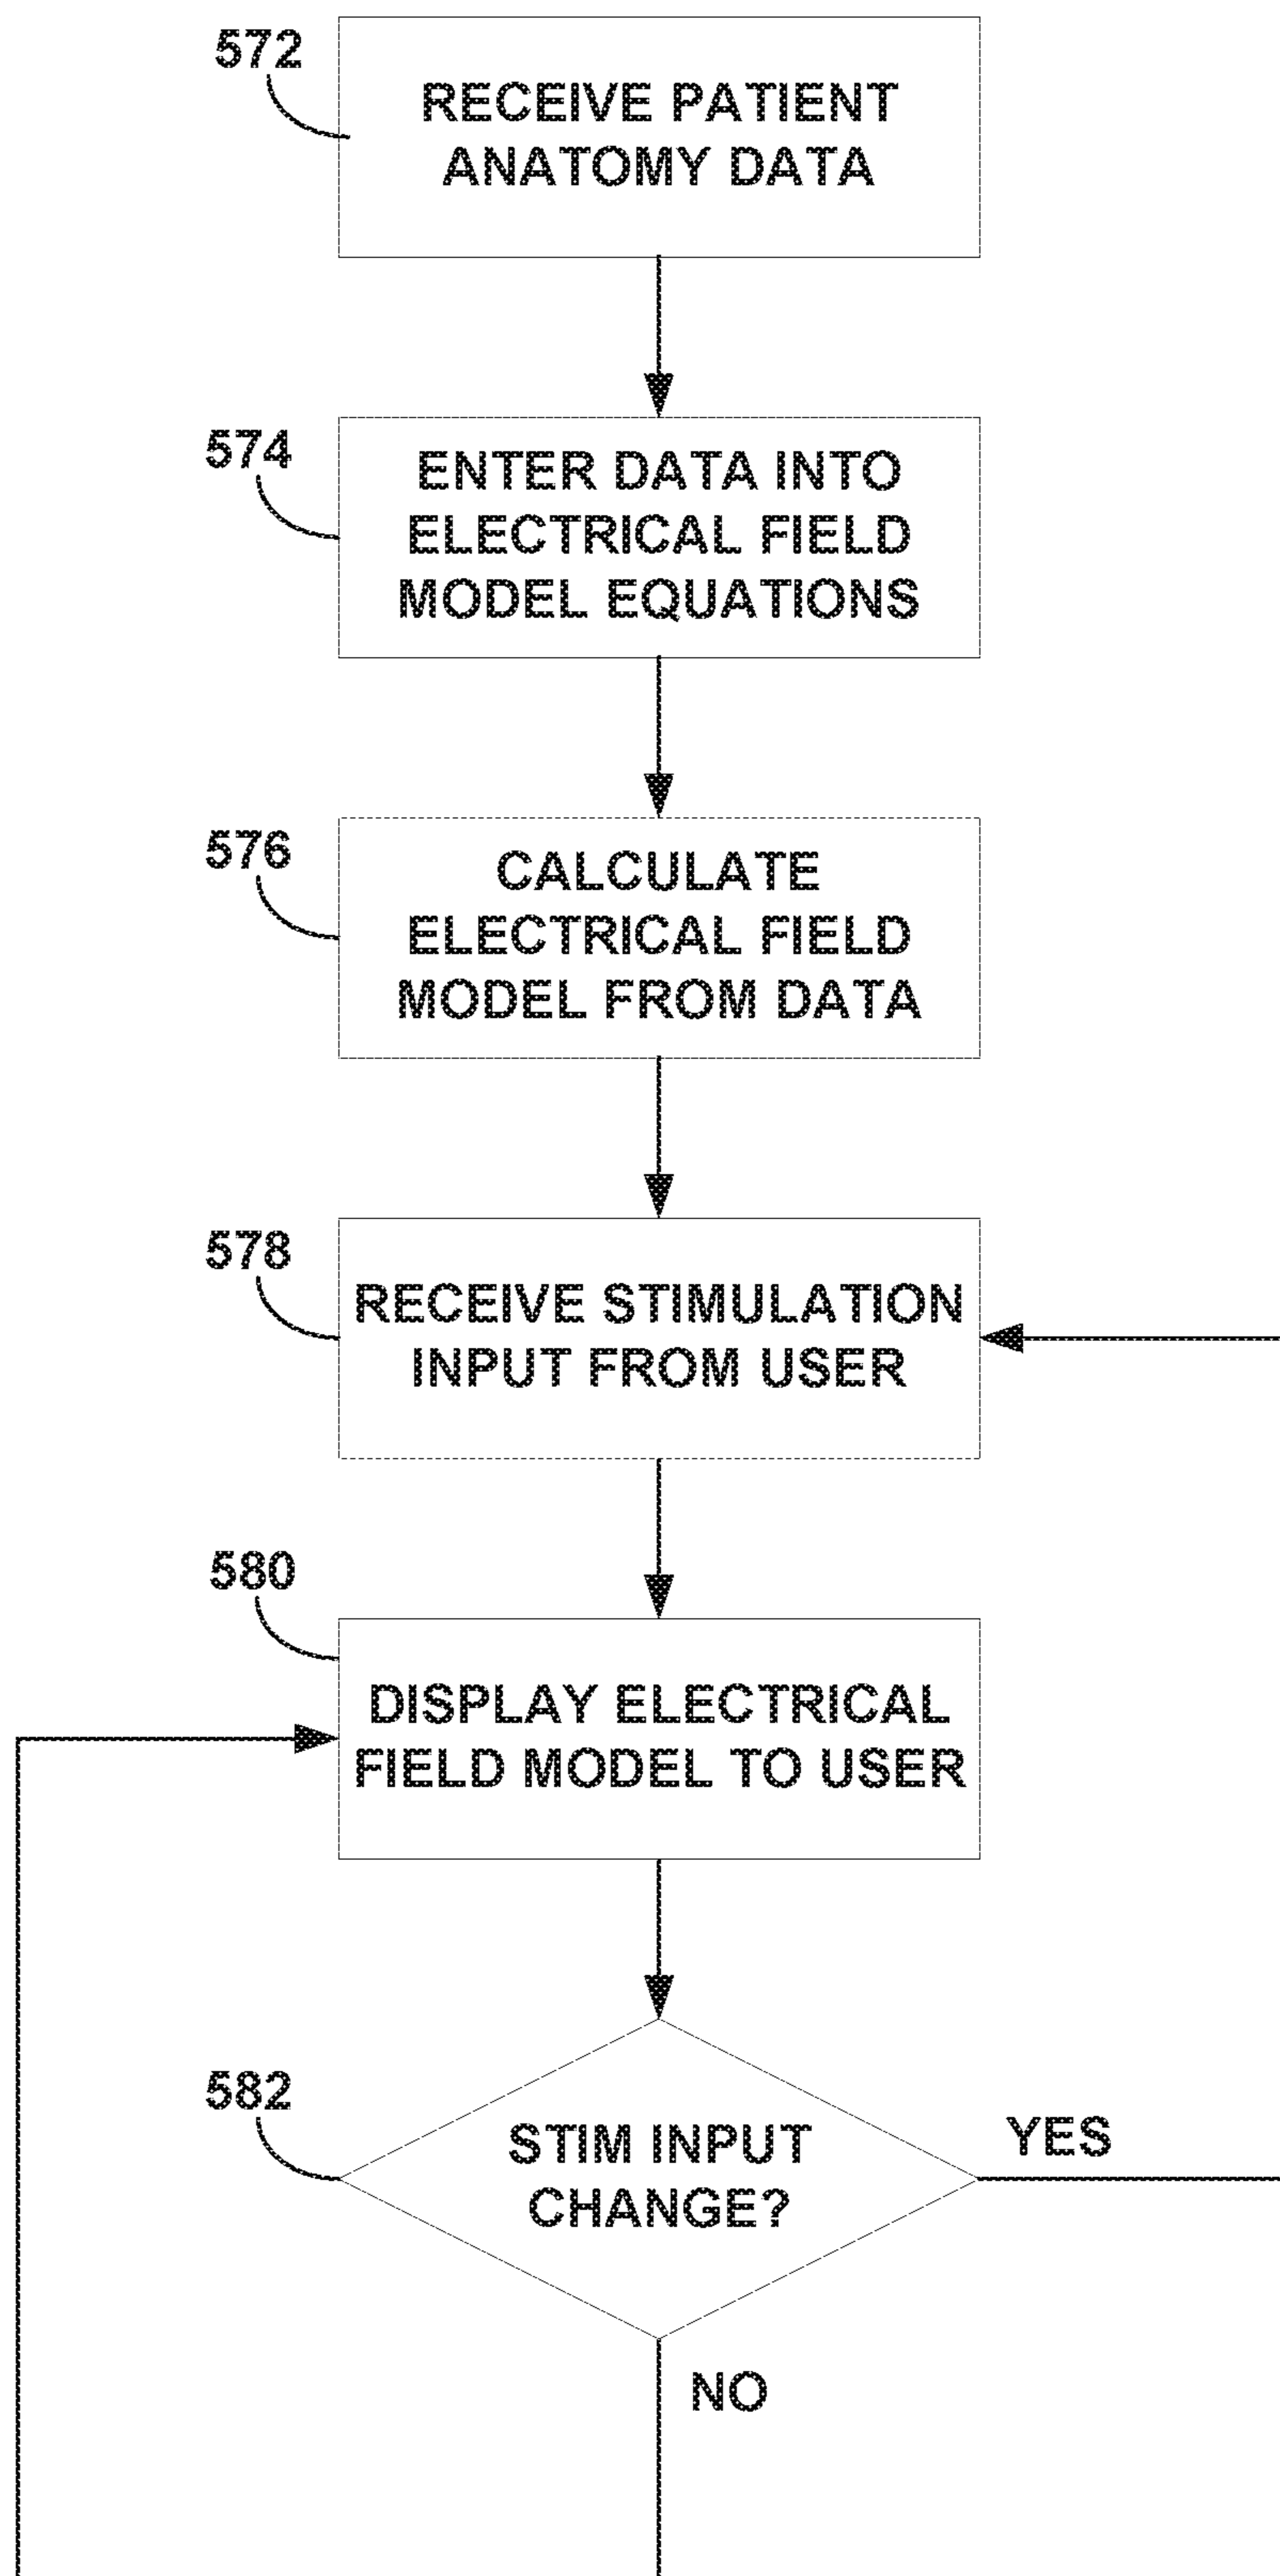 572
RECEIVE PATIENT
ANATOMY DATA
574
ENTER DATA INTO
ELECTRICAL FIELD
MODEL EQUATIONS
576
CALCULATE
ELECTRICAL FIELD
MODEL FROM DATA
578
RECEIVE STIMULATION
INPUT FROM USER
580
DISPLAY ELECTRICAL
FIELD MODEL TO USER
582
STIM INPUT
CHANGE?
YES
NO